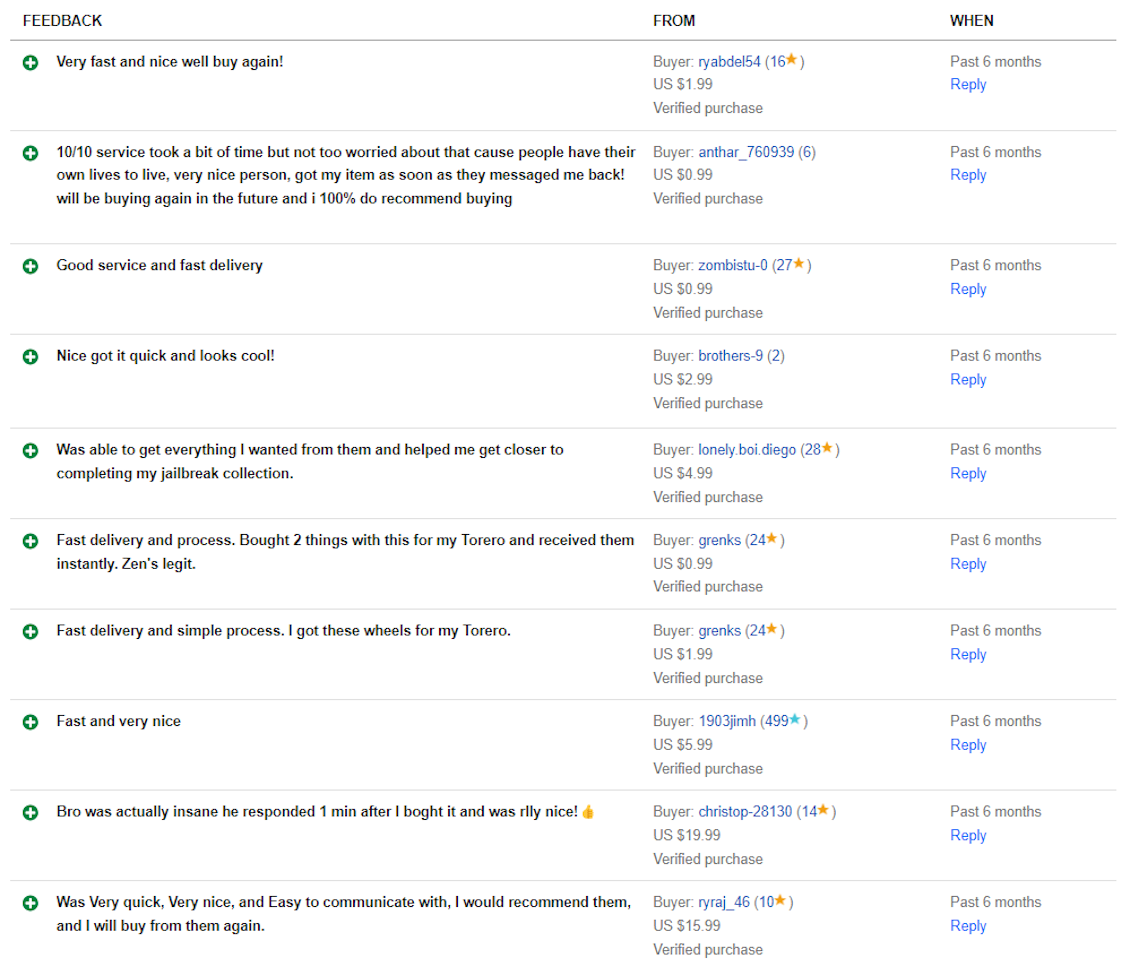 FEEDBACK FROM WHEN
Very fast and nice well buy again! Buyer: ryabdel54 (16★) Past 6 months
US $1.99 Reply
Verified purchase
10/10 service took a bit of time but not too worried about that cause people have their Buyer: anthar_760939 (6) Past 6 months
own lives to live, very nice person, got my item as soon as they messaged me back! US $0.99 Reply
will be buying again in the future and i 100% do recommend buying Verified purchase
Good service and fast delivery Buyer: zombistu-0 (27★) Past 6 months
US $0.99 Reply
Verified purchase
Nice got it quick and looks cool! Buyer: brothers-9 (2) Past 6 months
US $2.99 Reply
Verified purchase
Was able to get everything I wanted from them and helped me get closer to Buyer: lonely.boi.diego (28★) Past 6 months
completing my jailbreak collection. US $4.99 Reply
Verified purchase
Fast delivery and process. Bought 2 things with this for my Torero and received them Buyer: grenks (24★) Past 6 months
instantly. Zen's legit. US $0.99 Reply
Verified purchase
Fast delivery and simple process. I got these wheels for my Torero. Buyer: grenks (24★) Past 6 months
US $1.99 Reply
Verified purchase
Fast and very nice Buyer: 1903jimh (499★) Past 6 months
US $5.99 Reply
Verified purchase
Bro was actually insane he responded 1 min after I boght it and was rlly nice!👍 Buyer: christop-28130 (14★) Past 6 months
US $19.99 Reply
Verified purchase
Was Very quick, Very nice, and Easy to communicate with, I would recommend them, Buyer: ryraj_46 (10★) Past 6 months
and I will buy from them again. US $15.99 Reply
Verified purchase